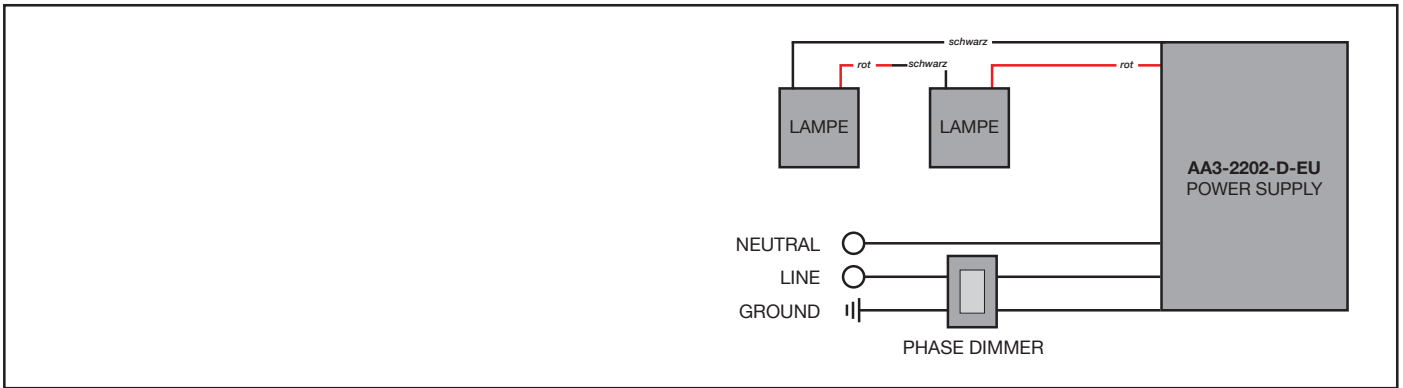 schwarz
rot schwarz rot
LAMPE LAMPE
AA3-2202-D-EU
POWER SUPPLY
NEUTRAL
LINE
GROUND
PHASE DIMMER